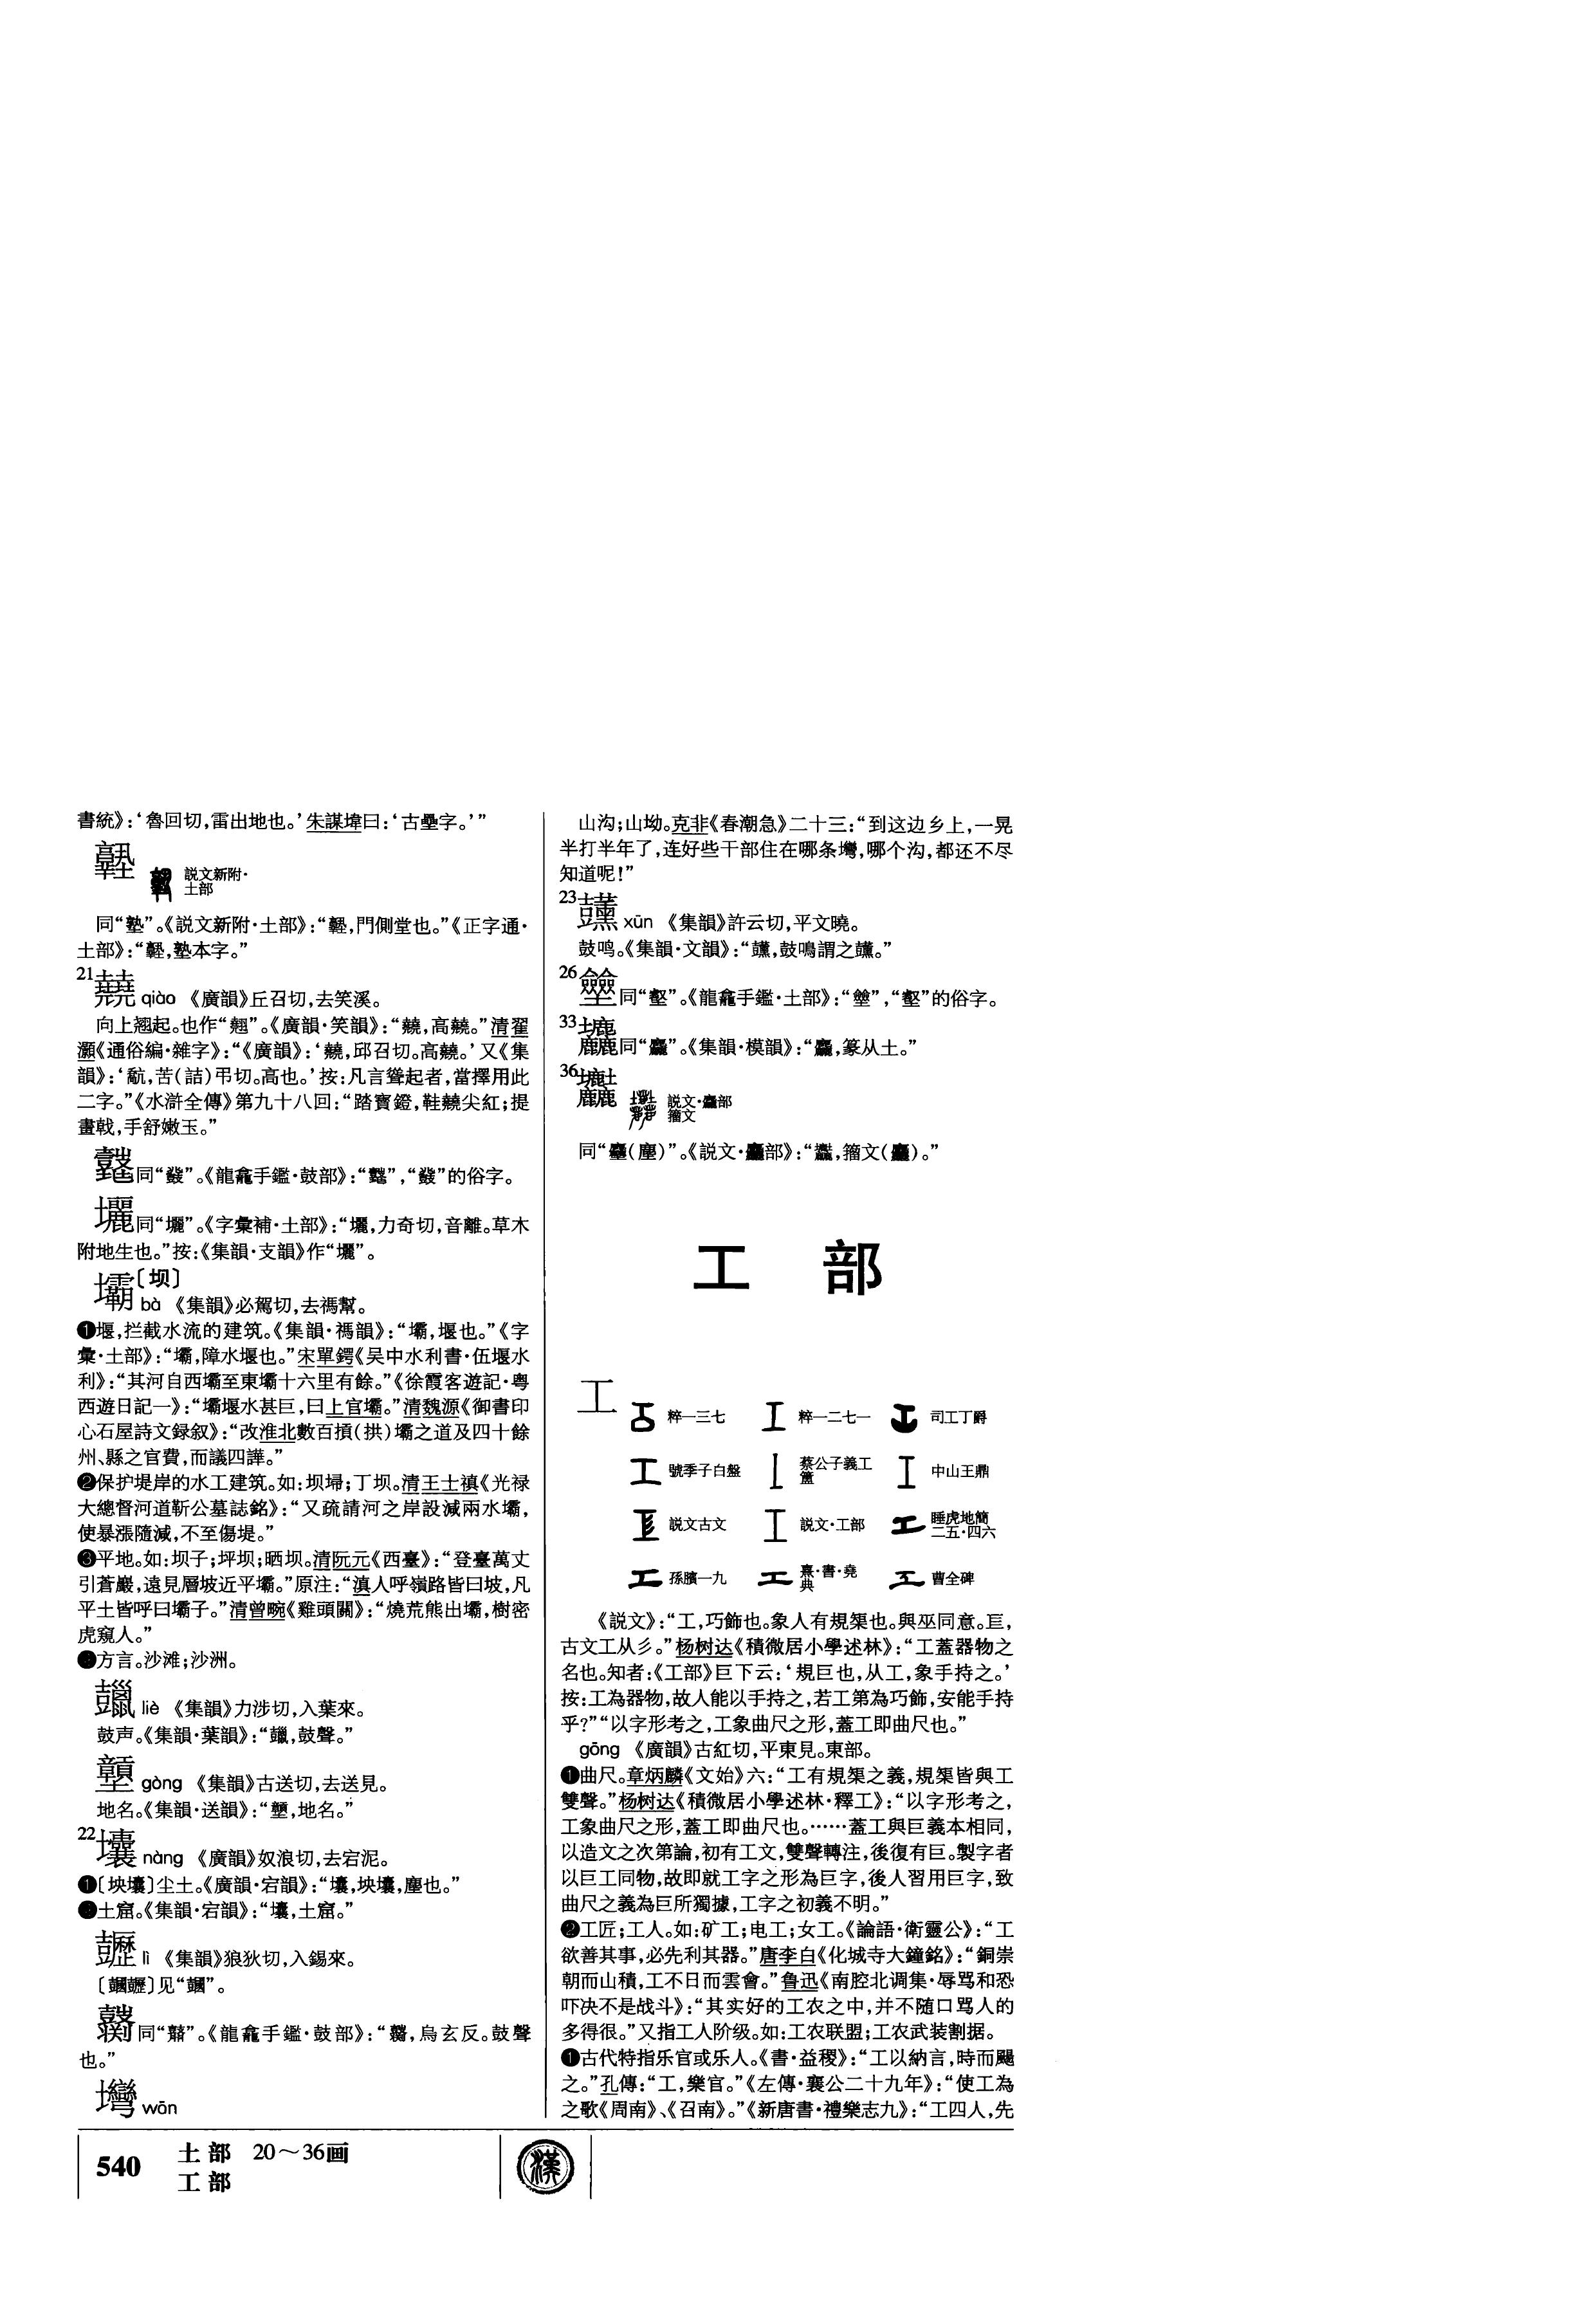 書統》：‘魯回切，雷出地也。’朱謀㙔曰：‘古壘字。’”
説文新附·
土部
同“塾”。《説文新附·土部》：“，門側堂也。”《正字通·
土部》：“，塾本字。”
21
qiào 《廣韻》丘召切，去笑溪。
向上翘起。也作“翹”。《廣韻·笑韻》：“，高。”清翟
灝《通俗編·雜字》：“《廣韻》：‘，邱召切。高。’又《集
韻》：‘，苦（詰）弔切。高也。’按：凡言聳起者，當擇用此
二字。”《水滸全傳》第九十八回：“踏寶鐙，鞋尖紅；提
畫戟，手舒嫩玉。”
同“”。《龍龕手鑑·鼓部》：“”，“”的俗字。
同“”。《字彙補·土部》：“，力奇切，音離。草木
附地生也。”按：《集韻·支韻》作“”。
壩〔坝〕
bà 《集韻》必駕切，去禡幫。
❶堰，拦截水流的建筑。《集韻·禡韻》：“壩，堰也。”《字
彙·土部》：“壩，障水堰也。”宋單鍔《吴中水利書·伍堰水
利》：“其河自西壩至東壩十六里有餘。”《徐霞客遊記·粤
西遊日記一》：“壩堰水甚巨，曰上官壩。”清魏源《御書印
心石屋詩文録叙》：“改淮北數百摃（拱）壩之道及四十餘
州、縣之官費，而議四譁。”
❷保护堤岸的水工建筑。如：坝埽；丁坝。清王士禛《光禄
大總督河道靳公墓誌銘》：“又疏請河之岸設減兩水壩，
使暴漲隨減，不至傷堤。”
❸平地。如：坝子；坪坝；晒坝。清阮元《西臺》：“登臺萬丈
引蒼巖，遠見層坡近平壩。”原注：“滇人呼嶺路皆曰坡，凡
平土皆呼曰壩子。”清曾畹《雞頭關》：“燒荒熊出壩，樹密
虎窺人。”
方言。沙滩；沙洲。
liè 《集韻》力涉切，入葉來。
鼓声。《集韻·葉韻》：“，鼓聲。”
gòng 《集韻》古送切，去送見。
地名。《集韻·送韻》：“，地名。”
22
nàng 《廣韻》奴浪切，去宕泥。
❶〔坱〕尘土。《廣韻·宕韻》：“，坱，塵也。”
土窟。《集韻·宕韻》：“，土窟。”
lì 《集韻》狼狄切，入錫來。
〔〕见“”。
同“鼘”。《龍龕手鑑·鼓部》：“，烏玄反。鼓聲
也。”
壪 wān
山沟；山坳。克非《春潮急》二十三：“到这边乡上，一晃
半打半年了，连好些干部住在哪条壪，哪个沟，都还不尽
知道呢！”
23
xūn 《集韻》許云切，平文曉。
鼓鸣。《集韻·文韻》：“，鼓鳴謂之。”
26
同“壑”。《龍龕手鑑·土部》：“”，“壑”的俗字。
33
同“麤”。《集韻·模韻》：“麤，篆从土。”
36
説文·麤部
籀文
同“（塵）”。《説文·麤部》：“，籀文（）。”
工 部
工
粹一三七 粹一二七一 司工丁爵
虢季子白盤 蔡公子義工簠 中山王鼎
説文古文 説文·工部 睡虎地簡二五·四六
孫臏一九 熹·書·堯典 曹全碑
《説文》：“工，巧飾也。象人有規榘也。與巫同意。𢒄，
古文工从彡。”杨树达《積微居小學述林》：“工蓋器物之
名也。知者：《工部》巨下云：‘規巨也，从工，象手持之。’
按：工為器物，故人能以手持之，若工第為巧飾，安能手持
乎？”“以字形考之，工象曲尺之形，蓋工即曲尺也。”
gōng 《廣韻》古紅切，平東見。東部。
❶曲尺。章炳麟《文始》六：“工有規榘之義，規榘皆與工
雙聲。”杨树达《積微居小學述林·釋工》：“以字形考之，
工象曲尺之形，蓋工即曲尺也。……蓋工與巨義本相同，
以造文之次第論，初有工文，雙聲轉注，後復有巨。製字者
以巨工同物，故即就工字之形為巨字，後人習用巨字，致
曲尺之義為巨所獨據，工字之初義不明。”
❷工匠；工人。如：矿工；电工；女工。《論語·衛靈公》：“工
欲善其事，必先利其器。”唐李白《化城寺大鐘銘》：“銅崇
朝而山積，工不日而雲會。”鲁迅《南腔北调集·辱骂和恐
吓决不是战斗》：“其实好的工农之中，并不随口骂人的
多得很。”又指工人阶级。如：工农联盟；工农武装割据。
❶古代特指乐官或乐人。《書·益稷》：“工以納言，時而颺
之。”孔傳：“工，樂官。”《左傳·襄公二十九年》：“使工為
之歌《周南》、《召南》。”《新唐書·禮樂志九》：“工四人，先
540 土部 20～36画
工部
漢